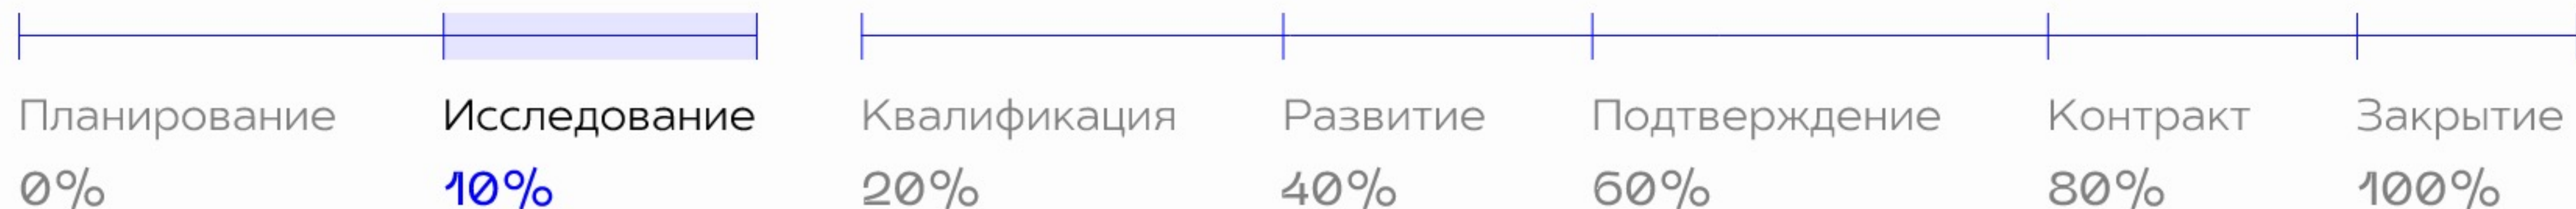 Планирование Исследование Квалификация Развитие Подтверждение Контракт Закрытие
0% 10% 20% 40% 60% 80% 100%